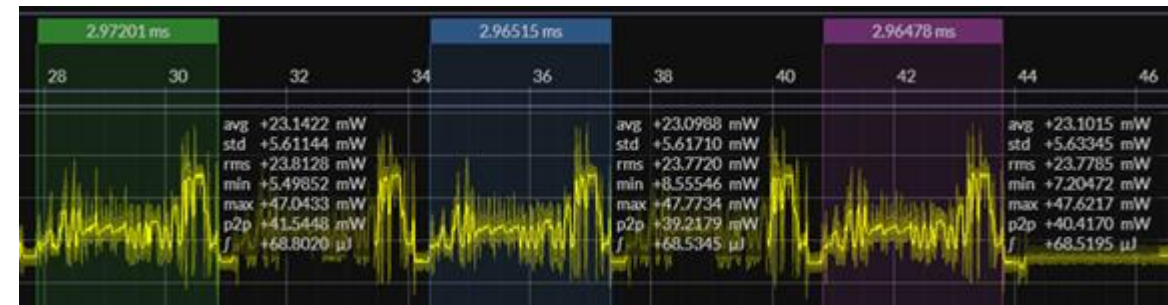 2.97201 ms 2.96515 ms 2.96478 ms
28 30 32 34 36 38 40 42 44 46
avg +23.1422 mW
std +5.61144 mW
rms +23.8128 mW
min +5.49852 mW
max +47.0433 mW
p2p +41.5448 mW
∫ +68.8020 µJ
avg +23.0988 mW
std +5.61710 mW
rms +23.7720 mW
min +8.55546 mW
max +47.7734 mW
p2p +39.2179 mW
∫ +68.5345 µJ
avg +23.1015 mW
std +5.63345 mW
rms +23.7785 mW
min +7.20472 mW
max +47.6217 mW
p2p +40.4170 mW
∫ +68.5195 µJ